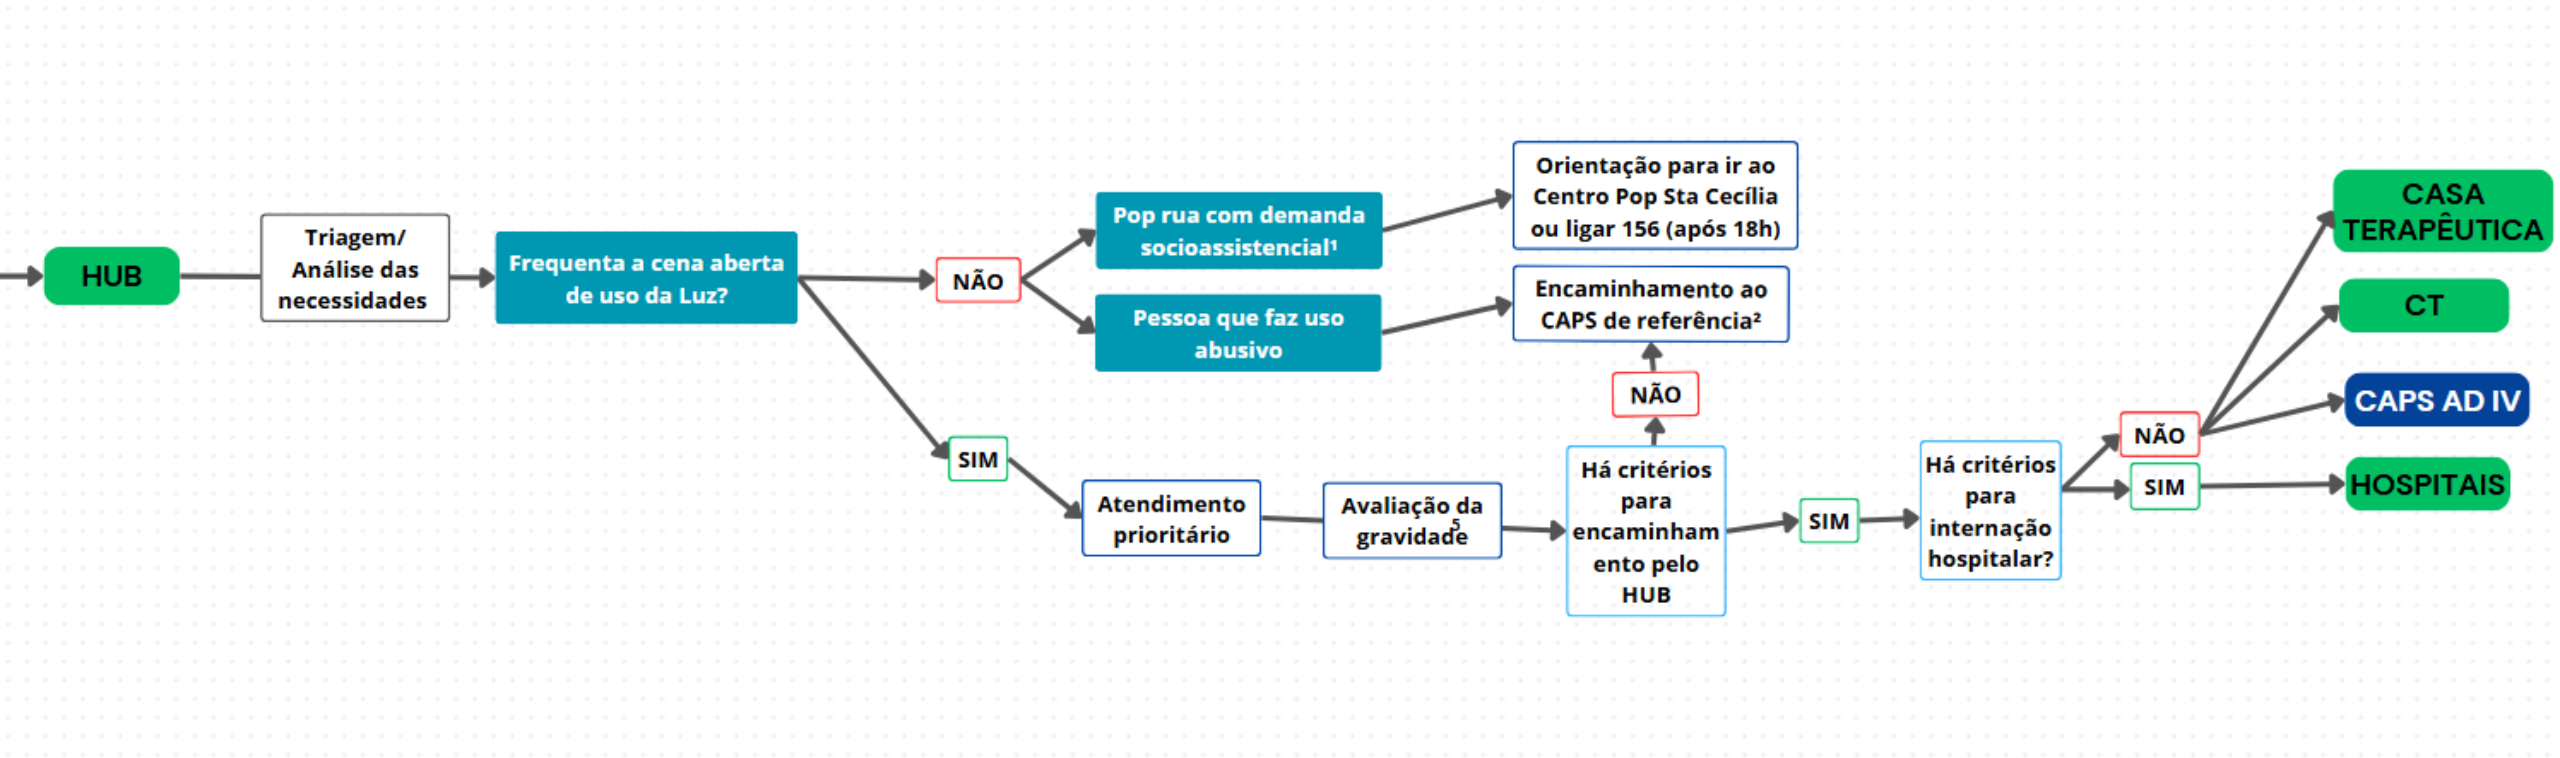 HUB
Triagem/
Análise das
necessidades
Frequenta a cena aberta
de uso da Luz?
NÃO
Pop rua com demanda
socioassistencial¹
Orientação para ir ao
Centro Pop Sta Cecília
ou ligar 156 (após 18h)
Pessoa que faz uso
abusivo
Encaminhamento ao
CAPS de referência²
SIM
Atendimento
prioritário
Avaliação da
gravidade⁵
Há critérios
para
encaminham
ento pelo
HUB
NÃO
SIM
Há critérios
para
internação
hospitalar?
NÃO
CASA
TERAPÊUTICA
CT
CAPS AD IV
SIM
HOSPITAIS